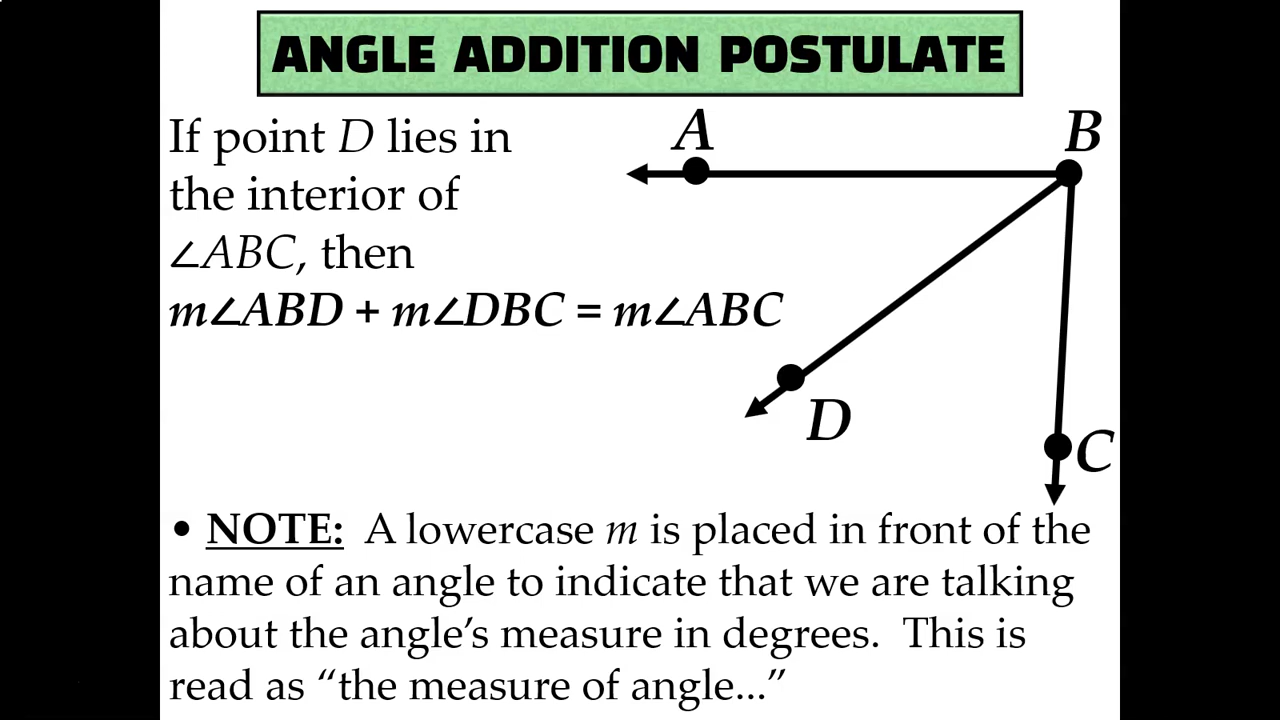 ANGLE ADDITION POSTULATE
If point D lies in
the interior of
∠ABC, then
m∠ABD + m∠DBC = m∠ABC
A
B
D
C
• NOTE: A lowercase m is placed in front of the
name of an angle to indicate that we are talking
about the angle’s measure in degrees. This is
read as “the measure of angle...”